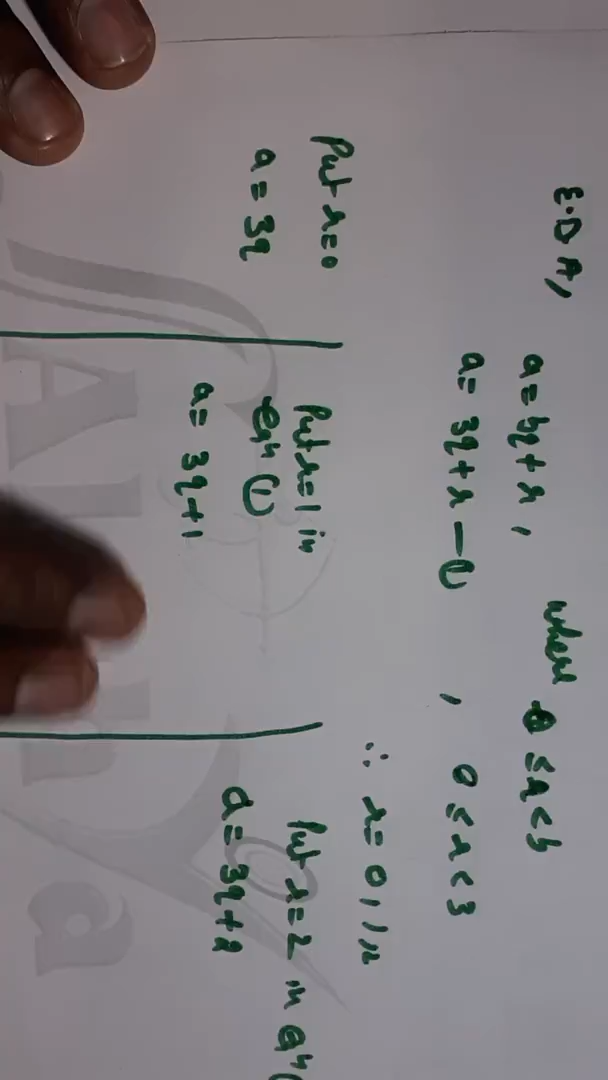 E.D A,
a = bq + r, where 0 ≤ r < b
a = 3q + r — (1) , 0 ≤ r < 3
∴ r = 0, 1, 2
Put r = 0
a = 3q
Put r = 1 in
eqn (1)
a = 3q + 1
Put r = 2 in eqn (
a = 3q + 2